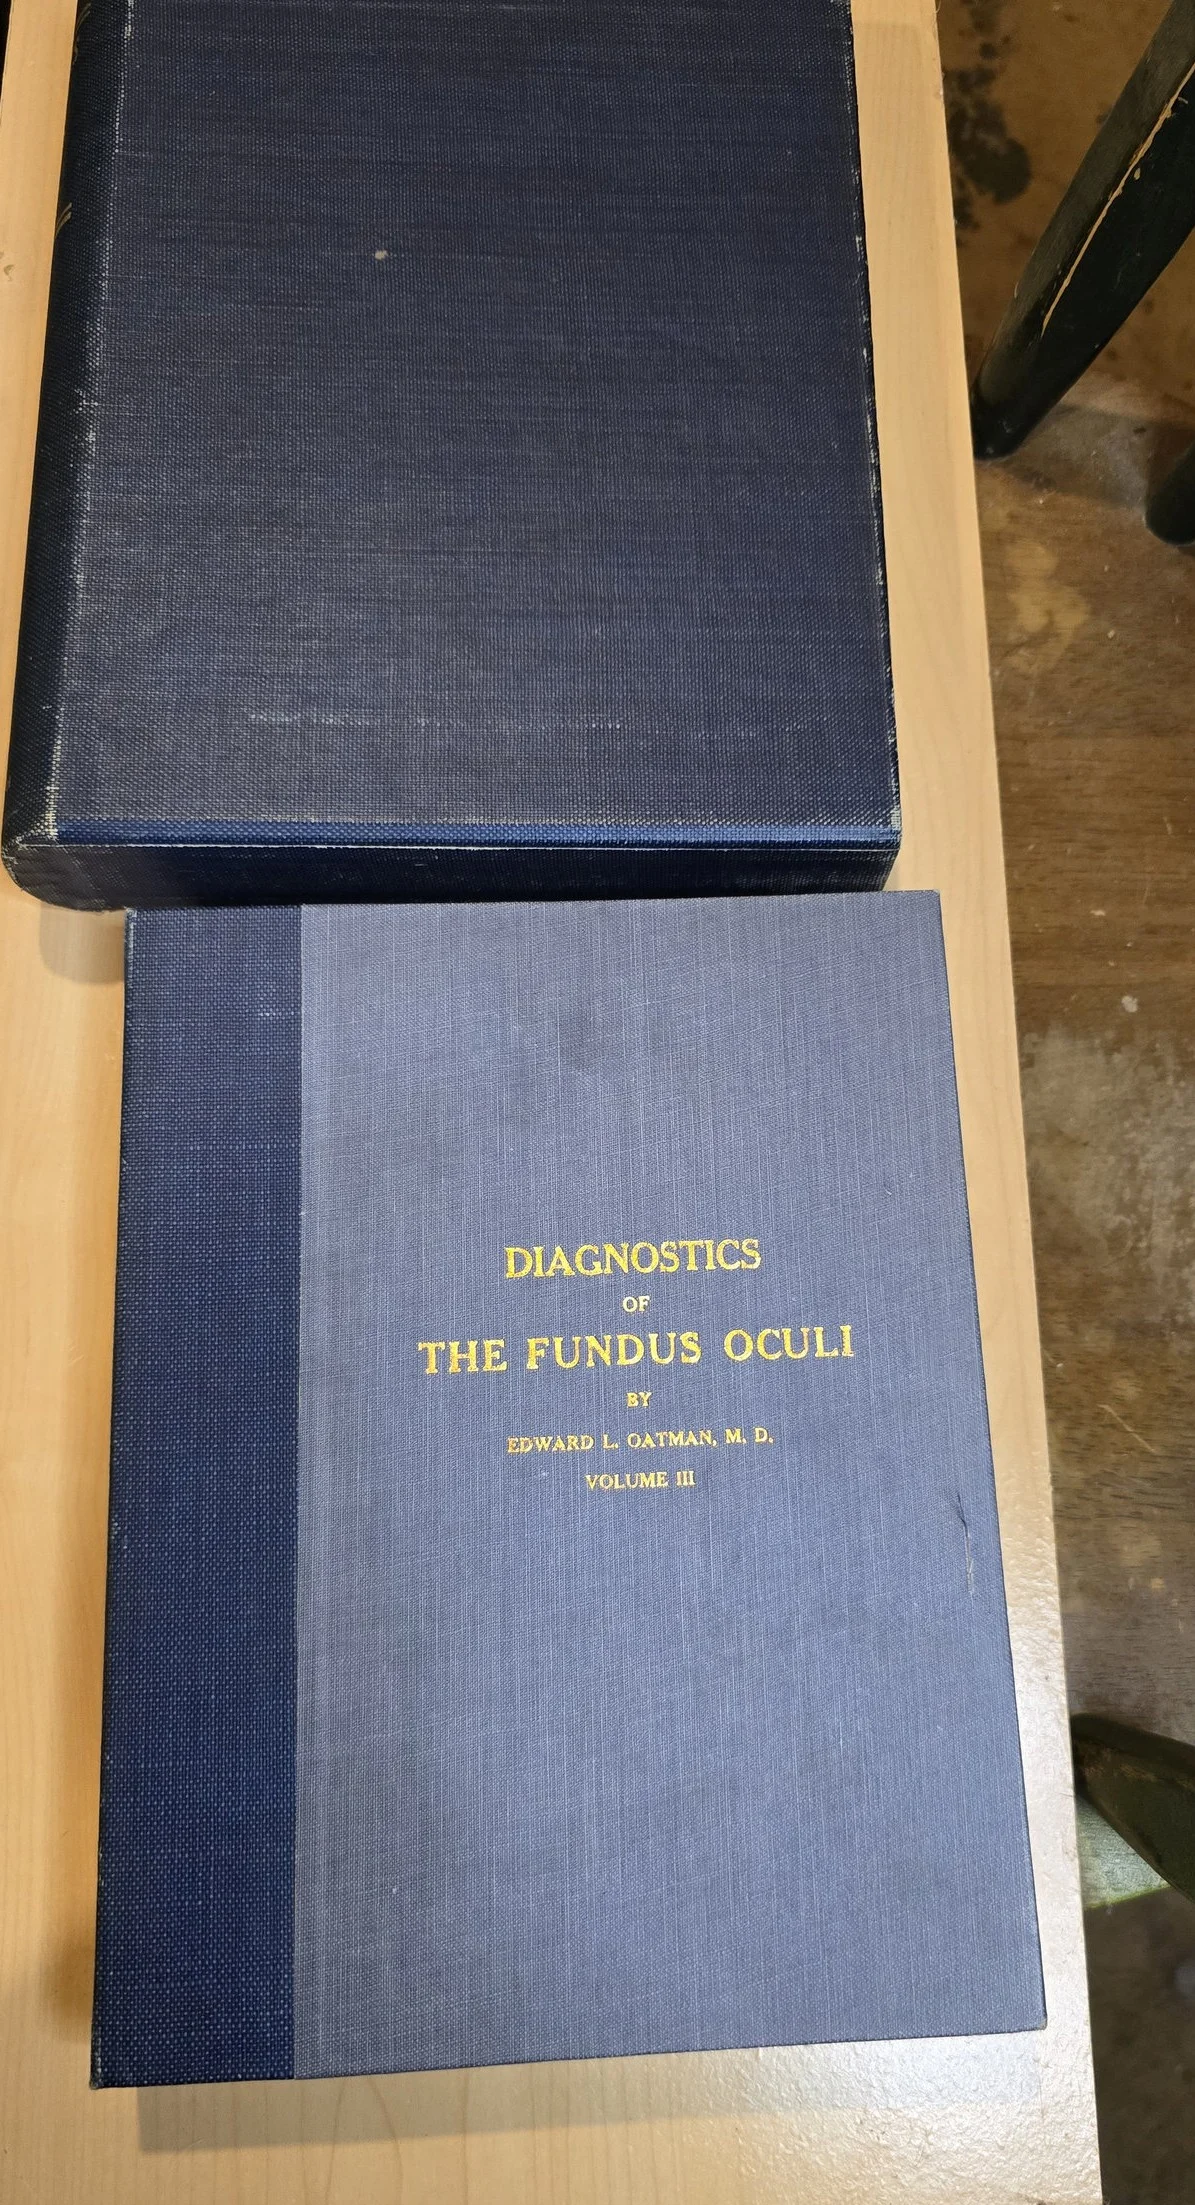 DIAGNOSTICS
OF
THE FUNDUS OCULI
BY
EDWARD L. OATMAN, M. D.
VOLUME III